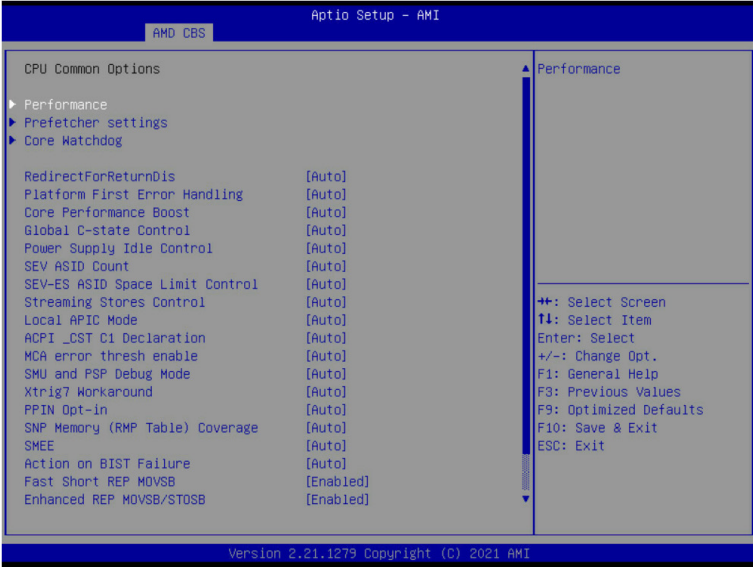 Aptio Setup – AMI
AMD CBS
CPU Common Options
Performance
Prefetcher settings
Core Watchdog
RedirectForReturnDis [Auto]
Platform First Error Handling [Auto]
Core Performance Boost [Auto]
Global C-state Control [Auto]
Power Supply Idle Control [Auto]
SEV ASID Count [Auto]
SEV-ES ASID Space Limit Control [Auto]
Streaming Stores Control [Auto]
Local APIC Mode [Auto]
ACPI _CST C1 Declaration [Auto]
MCA error thresh enable [Auto]
SMU and PSP Debug Mode [Auto]
Xtrig7 Workaround [Auto]
PPIN Opt-in [Auto]
SNP Memory (RMP Table) Coverage [Auto]
SMEE [Auto]
Action on BIST Failure [Auto]
Fast Short REP MOVSB [Enabled]
Enhanced REP MOVSB/STOSB [Enabled]
Performance
→←: Select Screen
↑↓: Select Item
Enter: Select
+/-: Change Opt.
F1: General Help
F3: Previous Values
F9: Optimized Defaults
F10: Save & Exit
ESC: Exit
Version 2.21.1279 Copyright (C) 2021 AMI